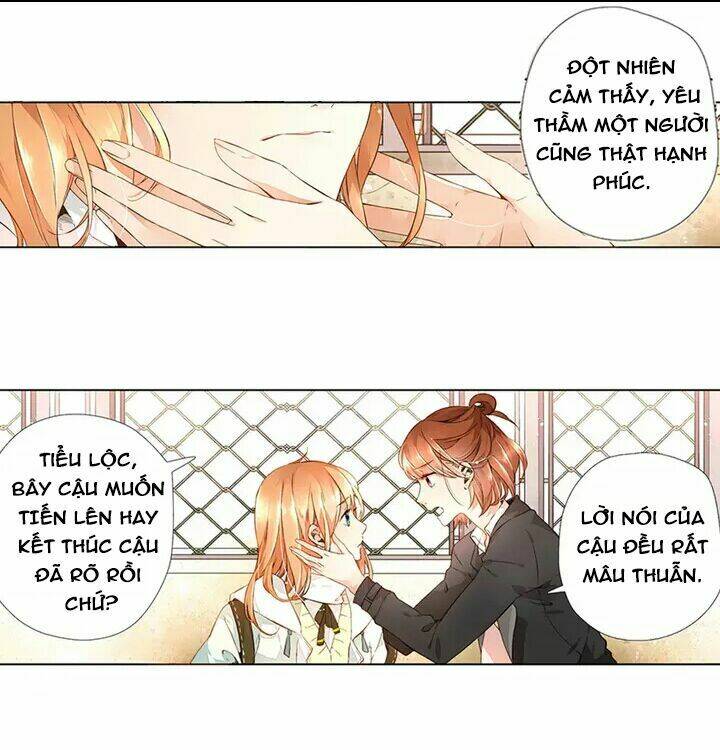 ĐỘT NHIÊN
CẢM THẤY, YÊU
THẦM MỘT NGƯỜI
CŨNG THẬT HẠNH
PHÚC.
TIỂU LỘC,
BÂY CẬU MUỐN
TIẾN LÊN HAY
KẾT THÚC CẬU
ĐÃ RÕ RỒI
CHỨ?
LỜI NÓI CỦA
CẬU ĐỀU RẤT
MÂU THUẪN.